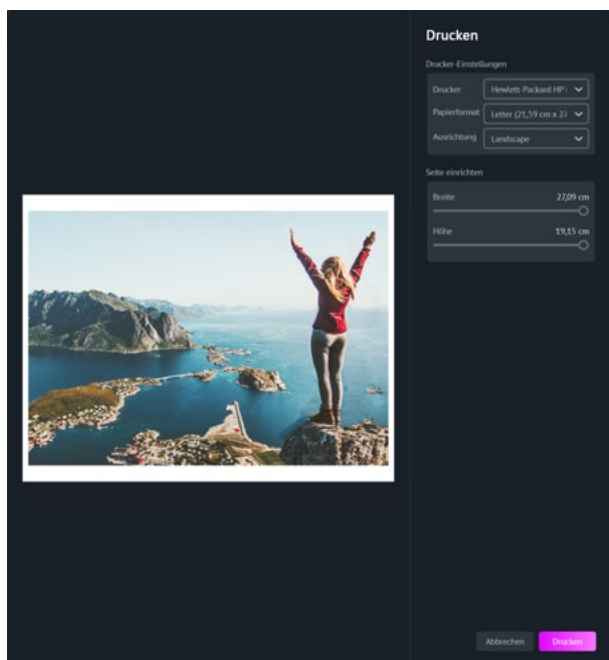 Drucken
Drucker-Einstellungen
Drucker Hewlett-Packard HP
Papierformat Letter (21,59 cm x 27
Ausrichtung Landscape
Seite einrichten
Breite 27,09 cm
Höhe 19,15 cm
Abbrechen Drucken